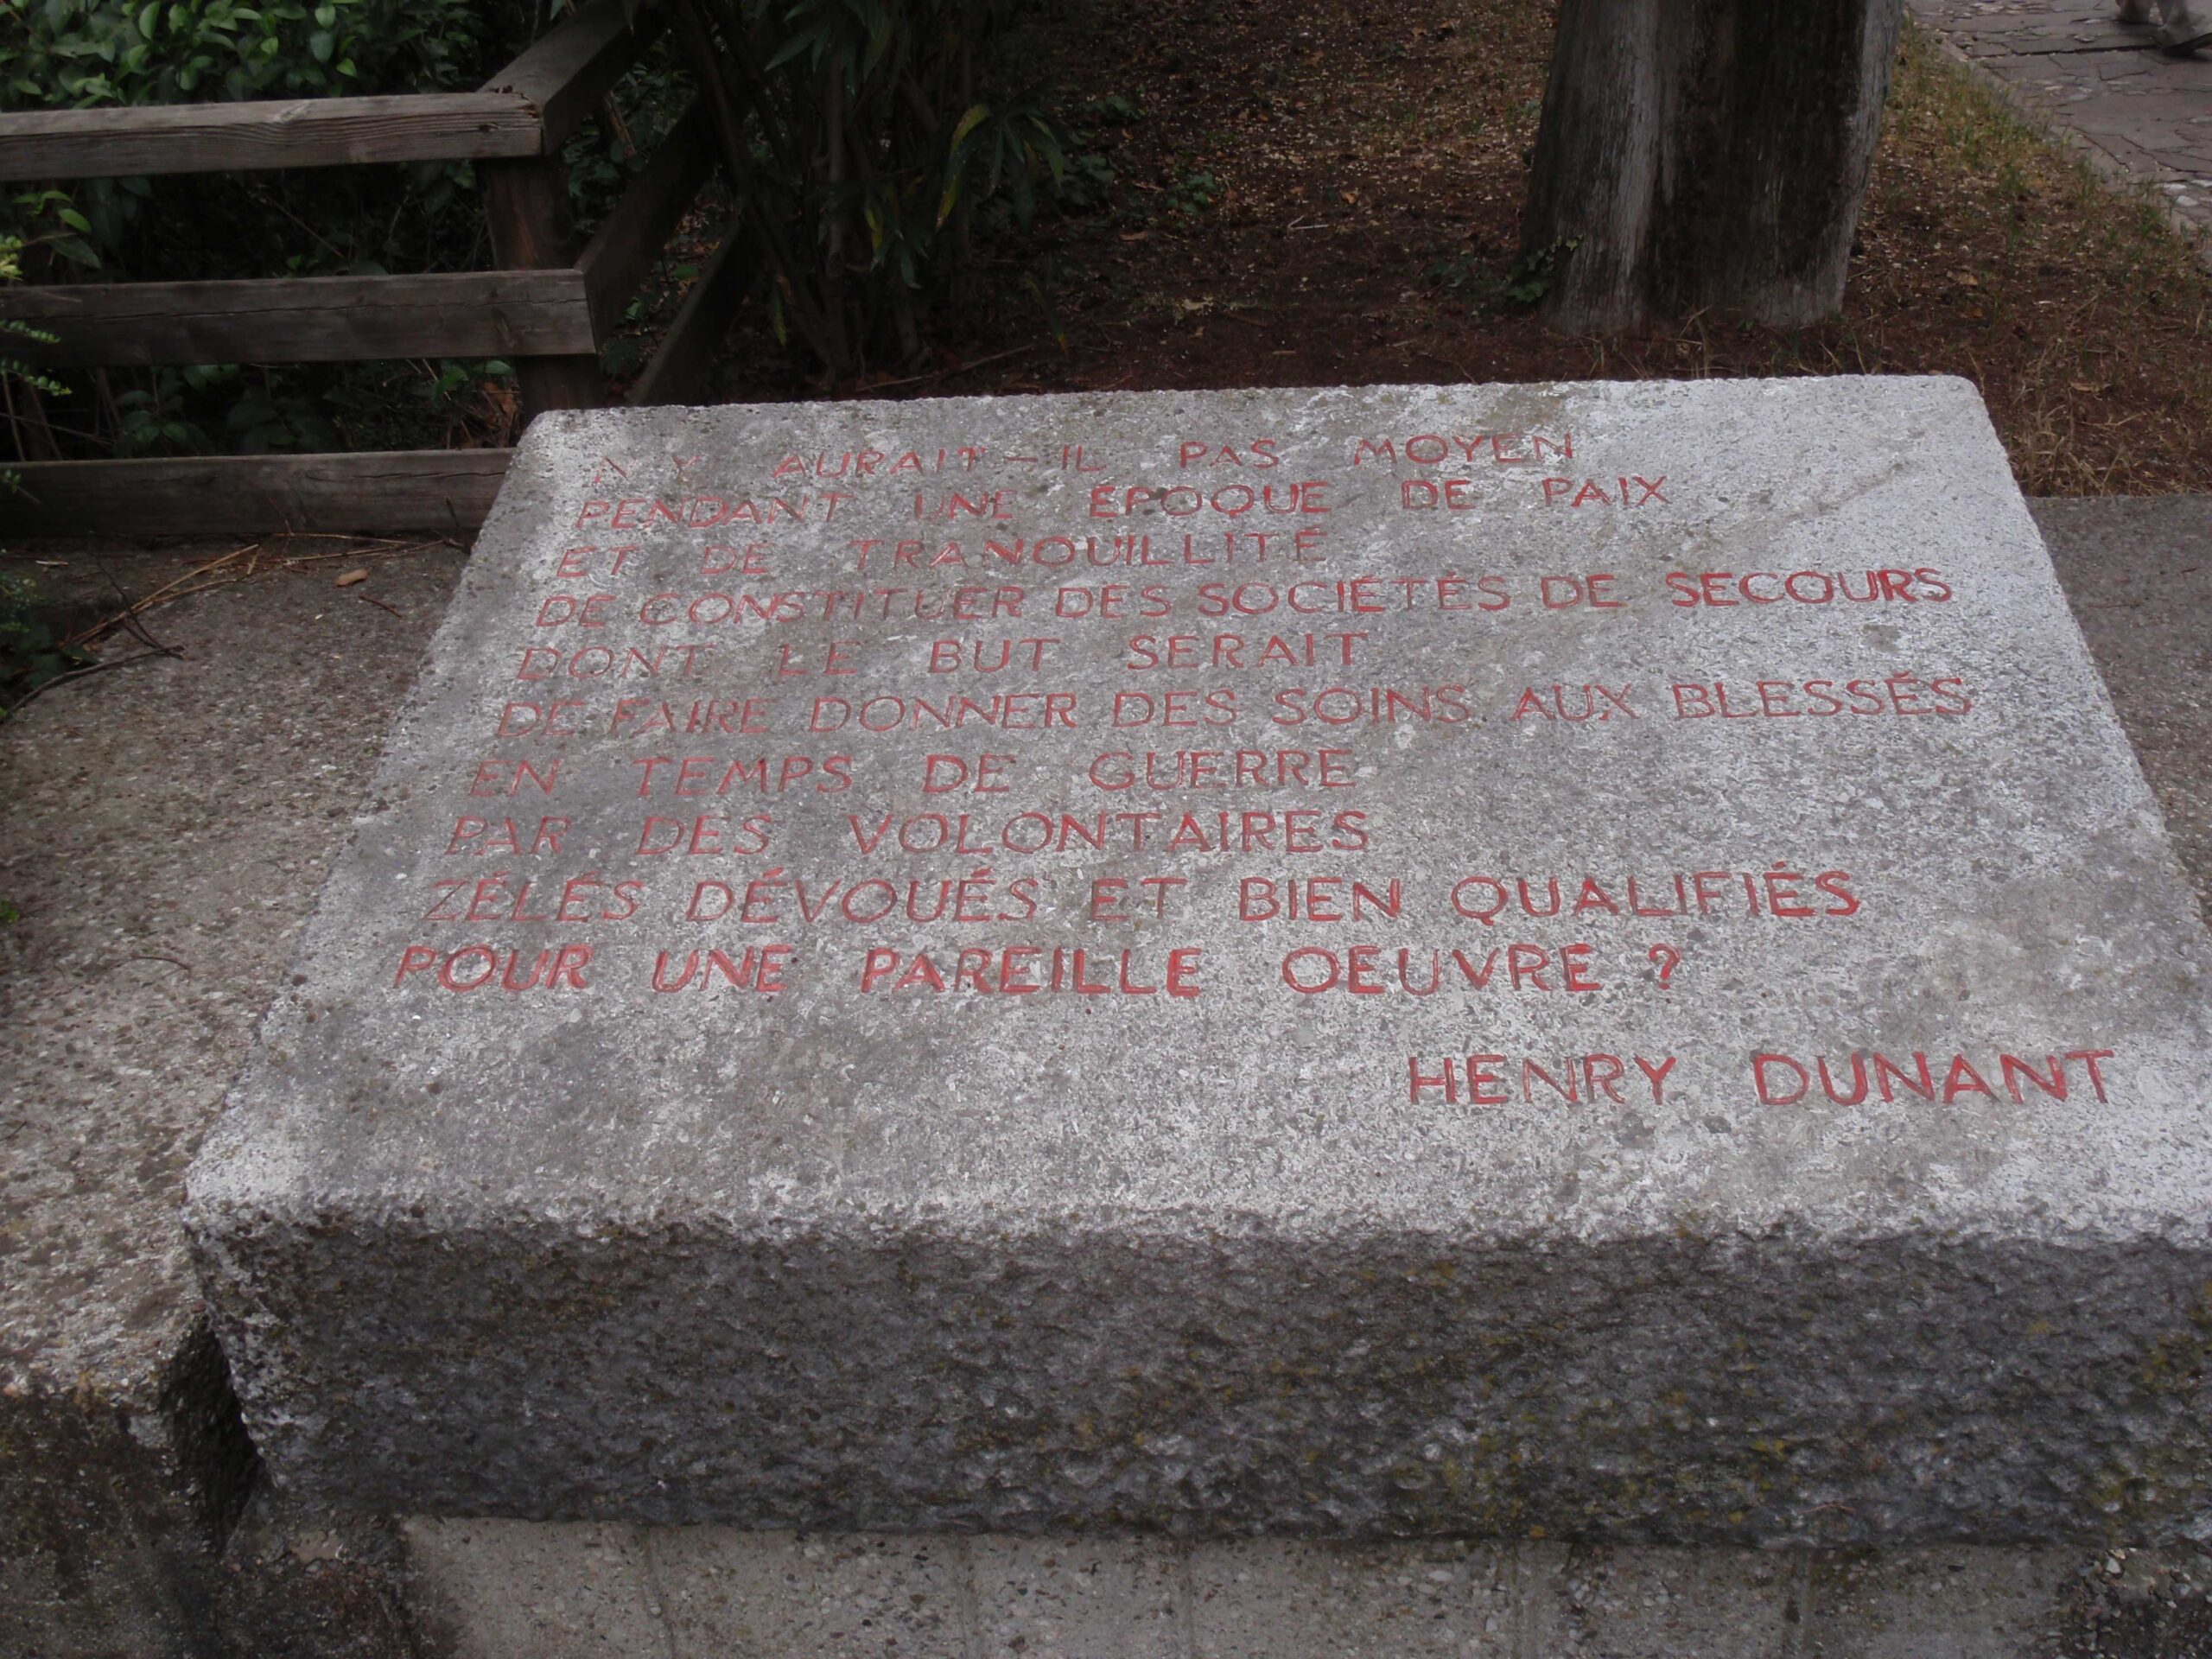 N Y AURAIT-IL PAS MOYEN
PENDANT UNE ÉPOQUE DE PAIX
ET DE TRANQUILLITÉ
DE CONSTITUER DES SOCIÉTÉS DE SECOURS
DONT LE BUT SERAIT
DE FAIRE DONNER DES SOINS AUX BLESSÉS
EN TEMPS DE GUERRE
PAR DES VOLONTAIRES
ZÉLÉS DÉVOUÉS ET BIEN QUALIFIÉS
POUR UNE PAREILLE OEUVRE ?
HENRY DUNANT